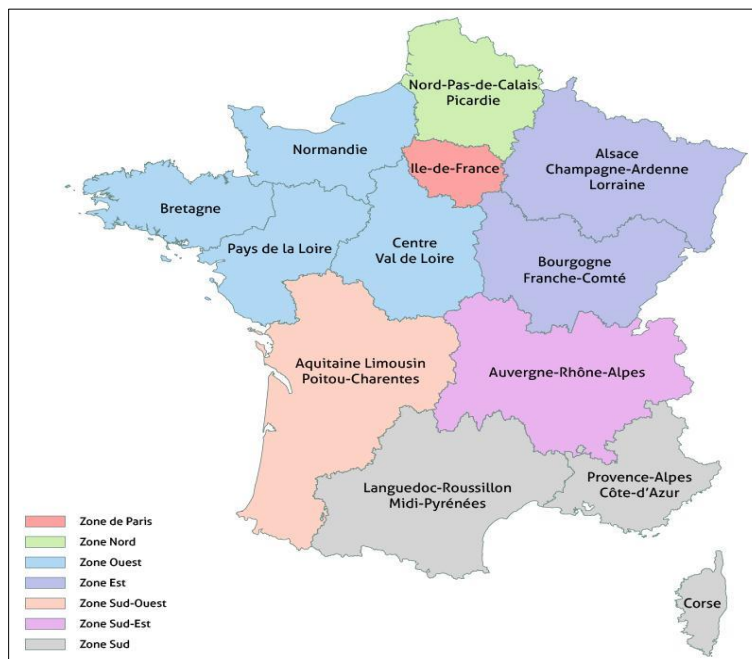 Nord-Pas-de-Calais
Picardie
Normandie
Ile-de-France
Alsace
Champagne-Ardenne
Lorraine
Bretagne
Pays de la Loire
Centre
Val de Loire
Bourgogne
Franche-Comté
Aquitaine Limousin
Poitou-Charentes
Auvergne-Rhône-Alpes
Languedoc-Roussillon
Midi-Pyrénées
Provence-Alpes
Côte-d'Azur
Corse
Zone de Paris
Zone Nord
Zone Ouest
Zone Est
Zone Sud-Ouest
Zone Sud-Est
Zone Sud